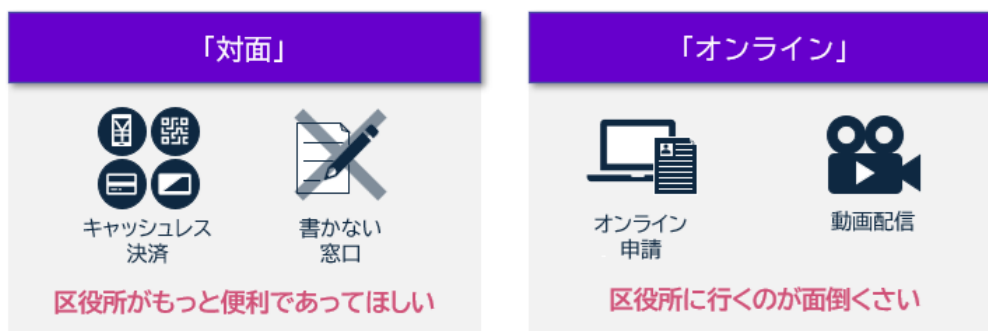 「対面」
キャッシュレス
決済
書かない
窓口
区役所がもっと便利であってほしい
「オンライン」
オンライン
申請
動画配信
区役所に行くのが面倒くさい